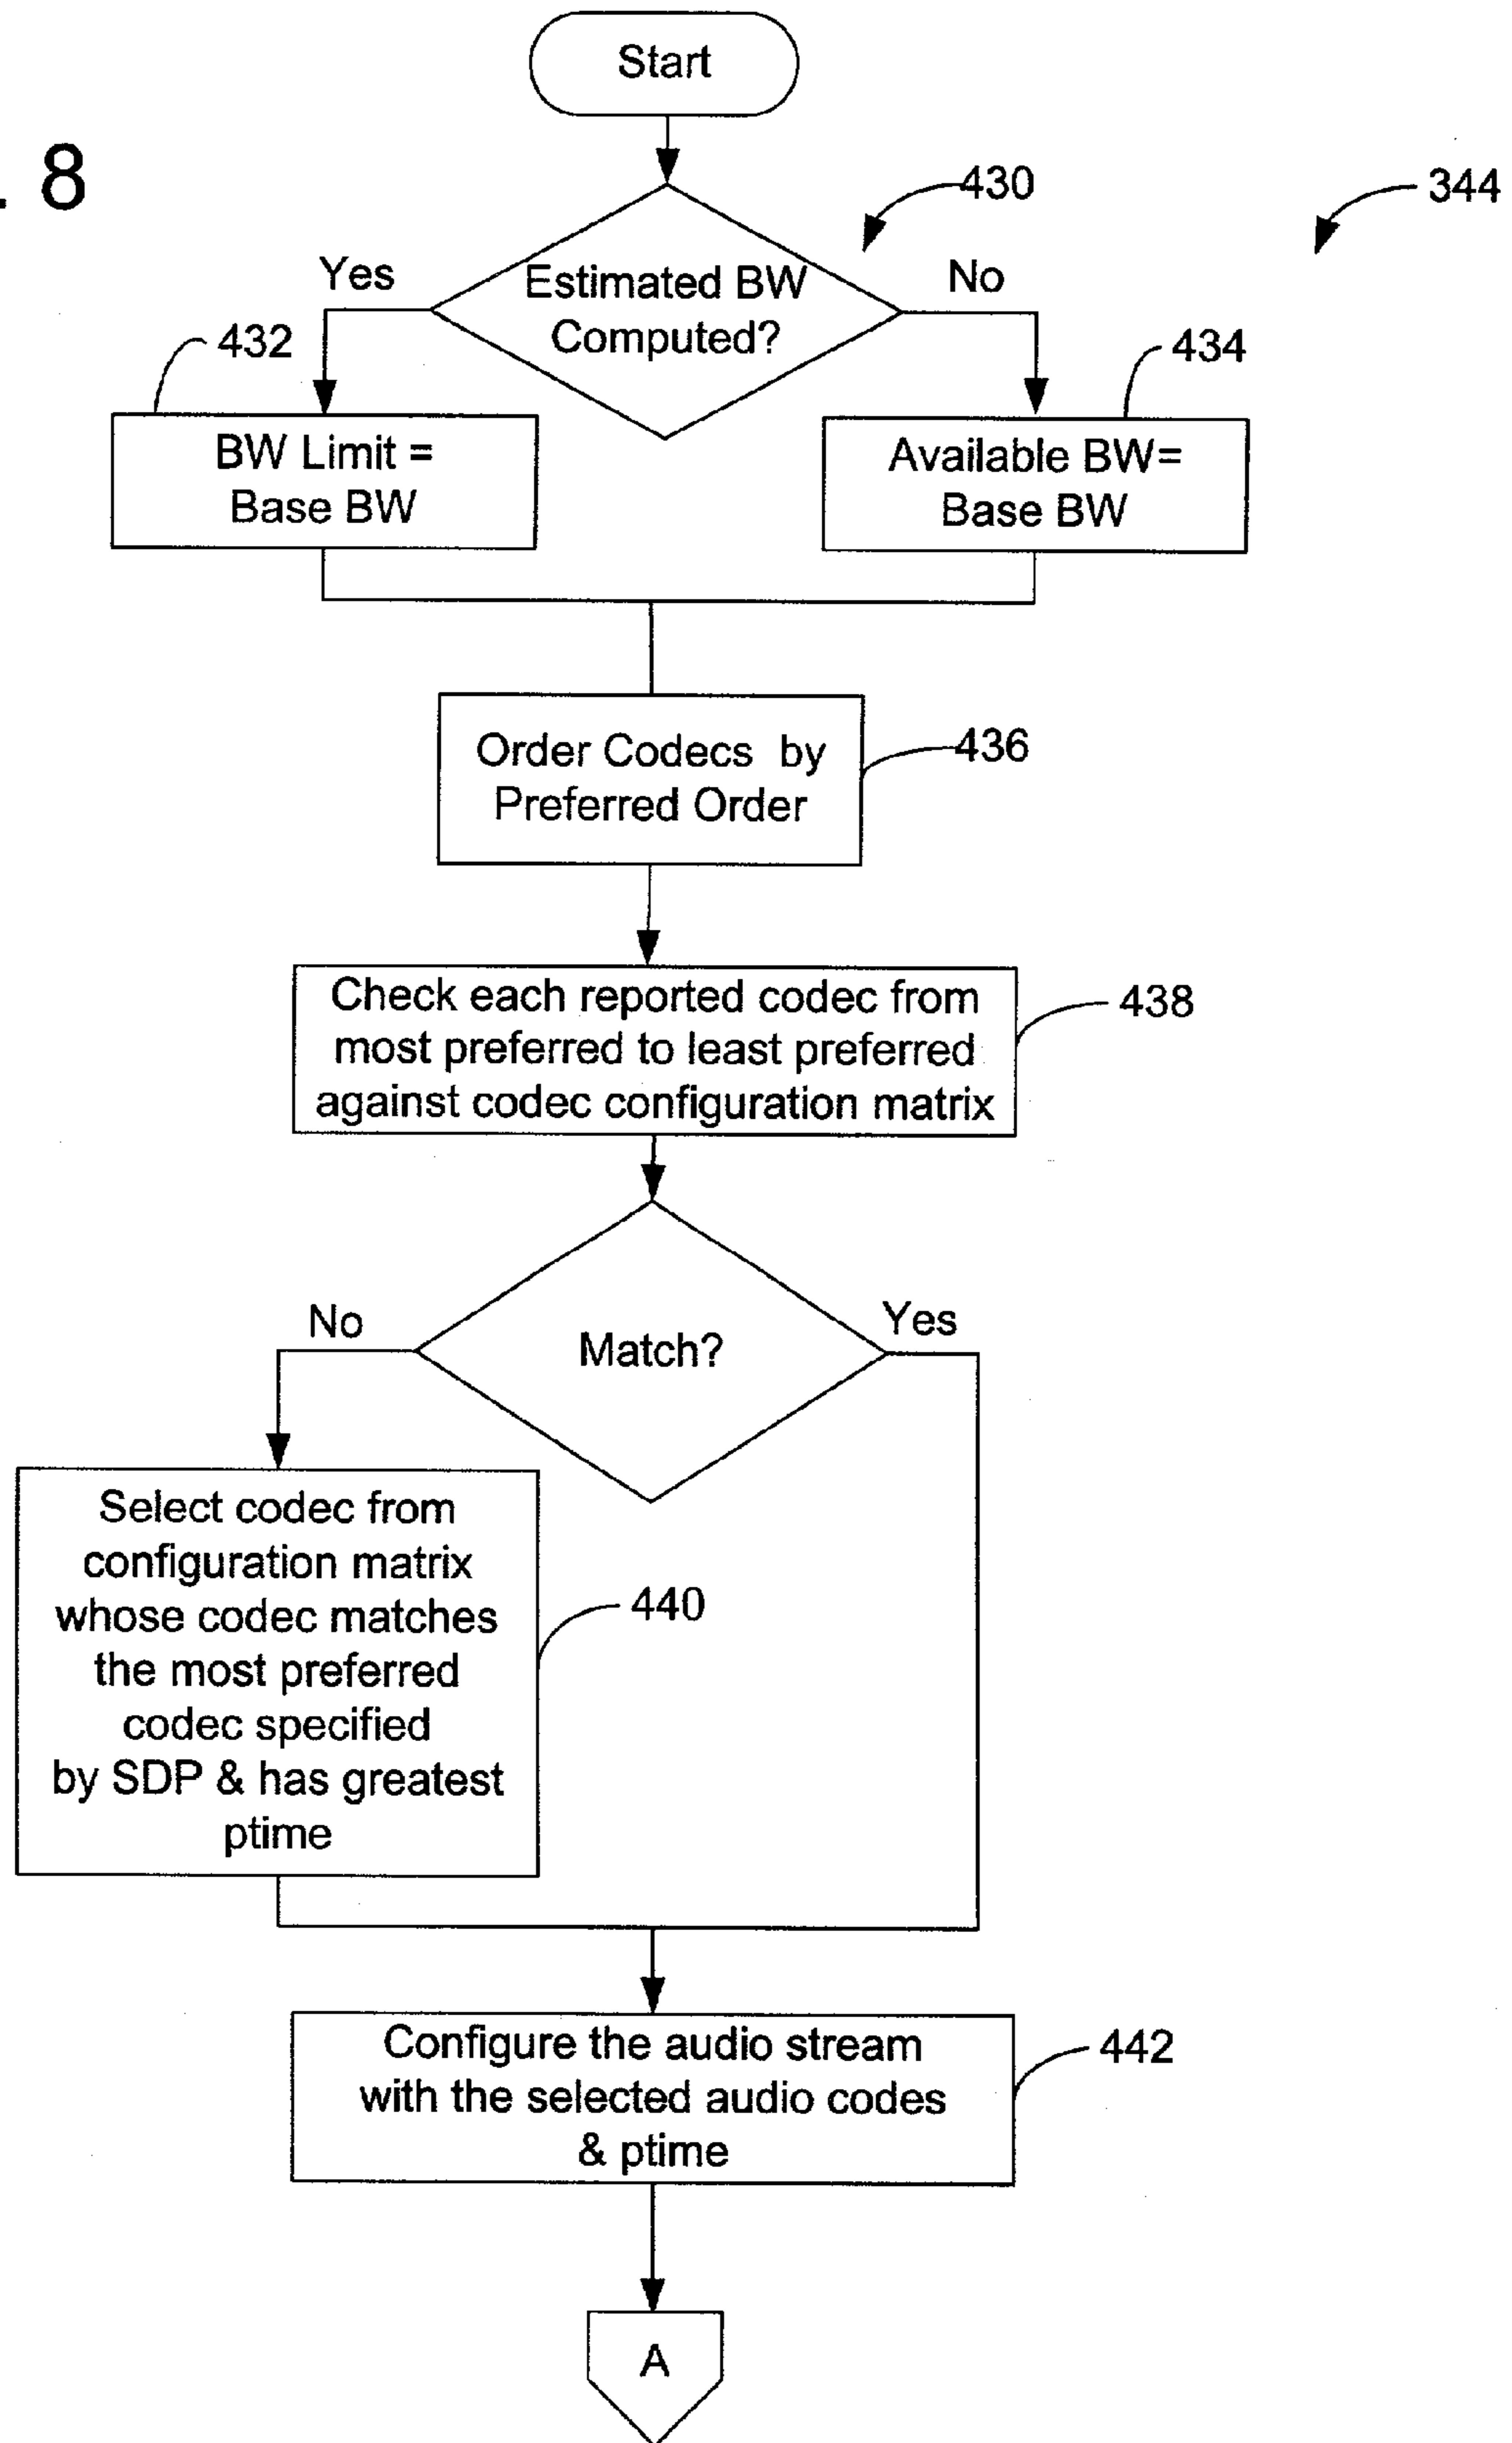 Start
. 8
430
344
Yes
Estimated BW
Computed?
No
432
434
BW Limit =
Base BW
Available BW=
Base BW
Order Codecs by
Preferred Order
436
Check each reported codec from
most preferred to least preferred
against codec configuration matrix
438
No
Match?
Yes
Select codec from
configuration matrix
whose codec matches
the most preferred
codec specified
by SDP & has greatest
ptime
440
Configure the audio stream
with the selected audio codes
& ptime
442
A